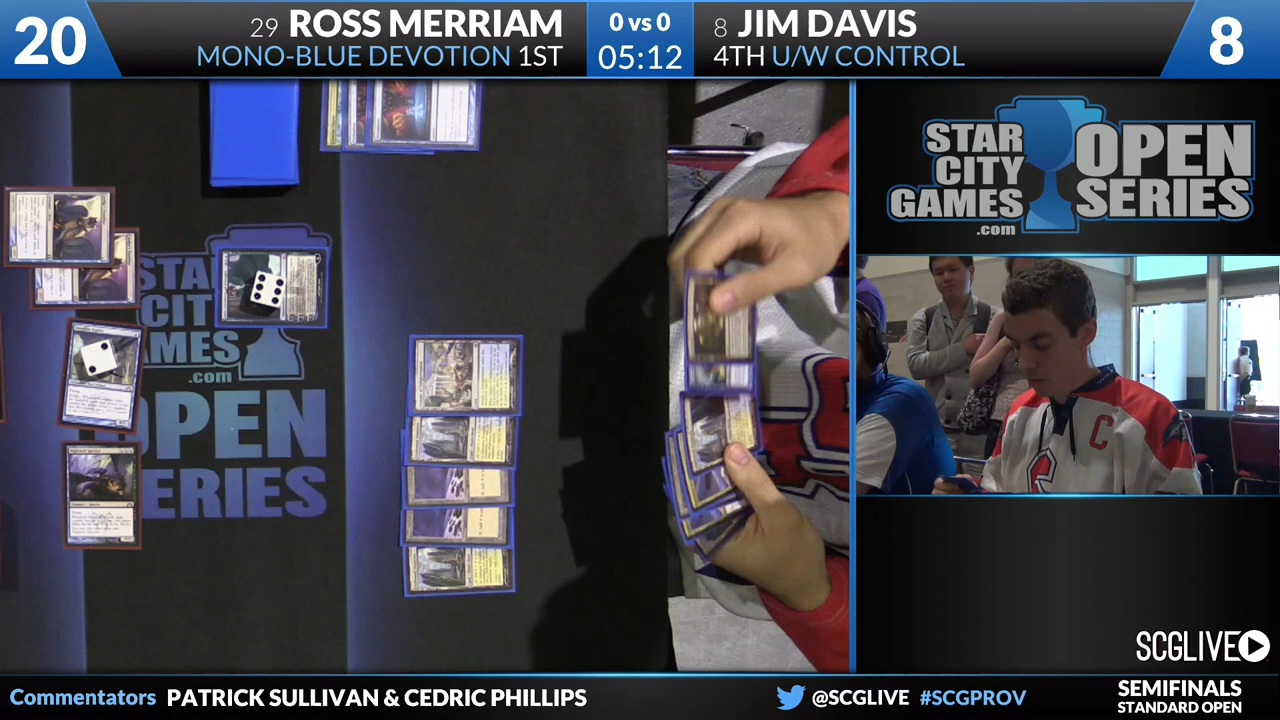 20
29 ROSS MERRIAM
MONO-BLUE DEVOTION 1ST
0 vs 0
05:12
8 JIM DAVIS
4TH U/W CONTROL
8
STAR
CITY
GAMES
.com
OPEN
SERIES
STAR
CITY
GAMES
.com
OPEN
SERIES
C
SCGLIVE
Commentators PATRICK SULLIVAN & CEDRIC PHILLIPS
@SCGLIVE #SCGPROV
SEMIFINALS
STANDARD OPEN